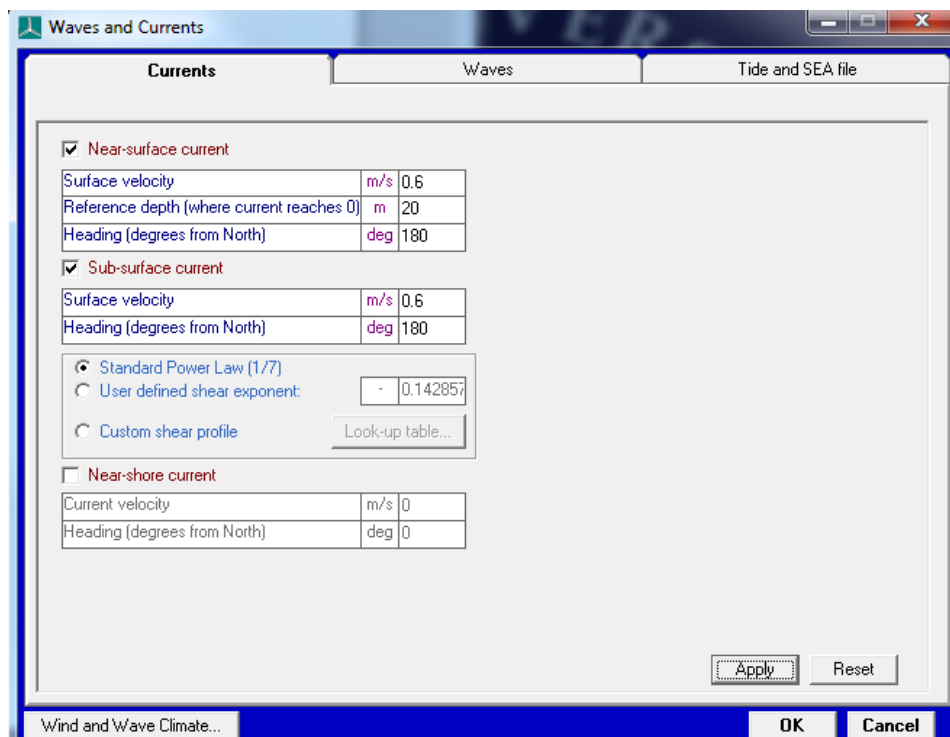 Waves and Currents
Currents Waves Tide and SEA file
Near-surface current
Surface velocity m/s 0.6
Reference depth (where current reaches 0) m 20
Heading (degrees from North) deg 180
Sub-surface current
Surface velocity m/s 0.6
Heading (degrees from North) deg 180
Standard Power Law (1/7)
User defined shear exponent: - 0.142857
Custom shear profile Look-up table...
Near-shore current
Current velocity m/s 0
Heading (degrees from North) deg 0
Apply Reset
Wind and Wave Climate... OK Cancel